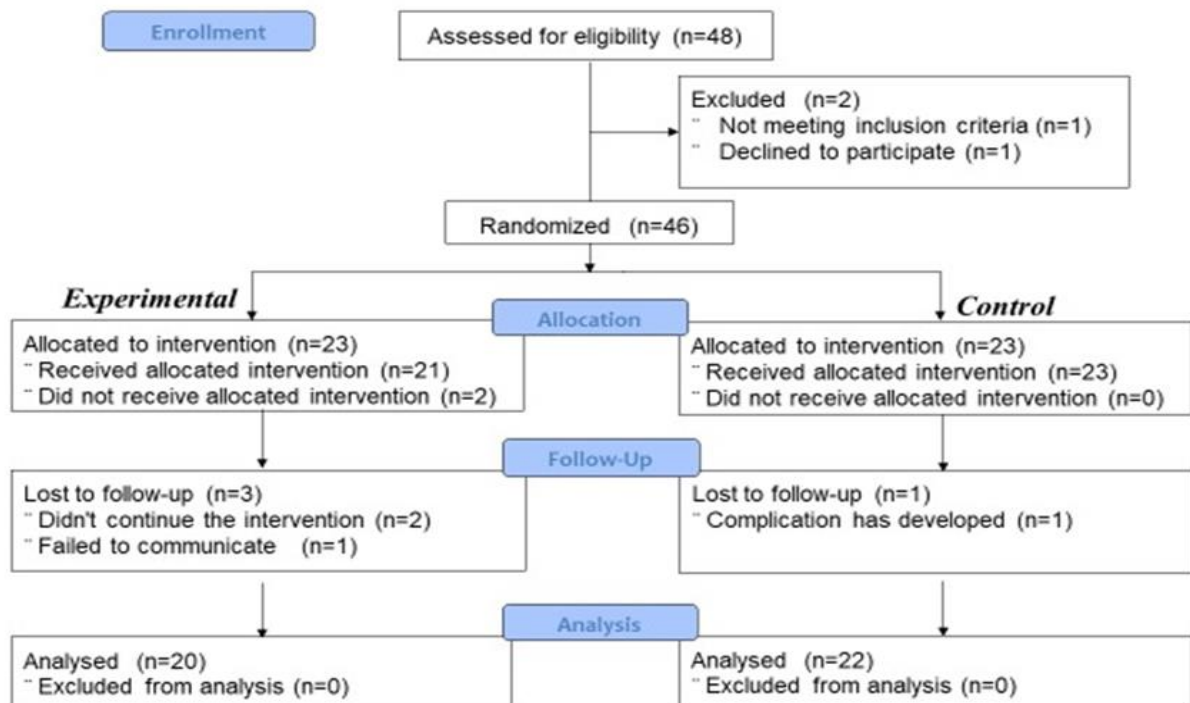 Enrollment
Assessed for eligibility (n=48)
Excluded (n=2)
¨ Not meeting inclusion criteria (n=1)
¨ Declined to participate (n=1)
Randomized (n=46)
Experimental
Control
Allocation
Allocated to intervention (n=23)
¨ Received allocated intervention (n=21)
¨ Did not receive allocated intervention (n=2)
Allocated to intervention (n=23)
¨ Received allocated intervention (n=23)
¨ Did not receive allocated intervention (n=0)
Follow-Up
Lost to follow-up (n=3)
¨ Didn't continue the intervention (n=2)
¨ Failed to communicate (n=1)
Lost to follow-up (n=1)
¨ Complication has developed (n=1)
Analysis
Analysed (n=20)
¨ Excluded from analysis (n=0)
Analysed (n=22)
¨ Excluded from analysis (n=0)